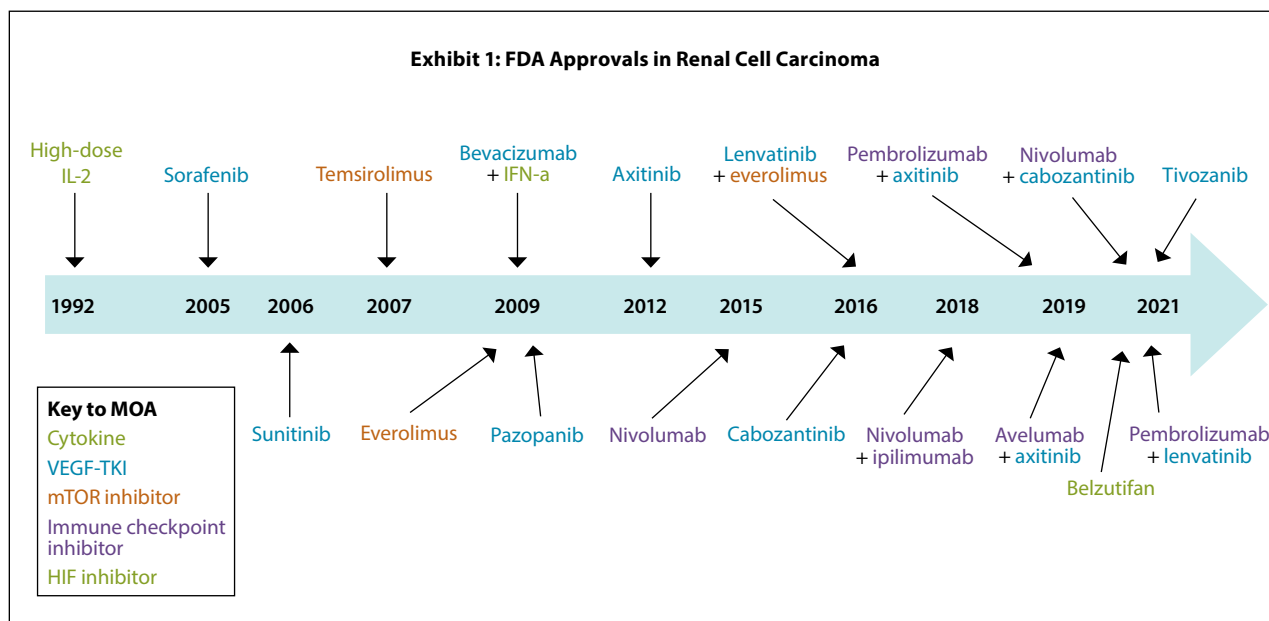 Exhibit 1: FDA Approvals in Renal Cell Carcinoma
High-dose
IL-2
Sorafenib
Temsirolimus
Bevacizumab
+ IFN-a
Axitinib
Lenvatinib
+ everolimus
Pembrolizumab
+ axitinib
Nivolumab
+ cabozantinib
Tivozanib
1992 2005 2006 2007 2009 2012 2015 2016 2018 2019 2021
Sunitinib
Everolimus
Pazopanib
Nivolumab
Cabozantinib
Nivolumab
+ ipilimumab
Avelumab
+ axitinib
Belzutifan
Pembrolizumab
+ lenvatinib
Key to MOA
Cytokine
VEGF-TKI
mTOR inhibitor
Immune checkpoint
inhibitor
HIF inhibitor